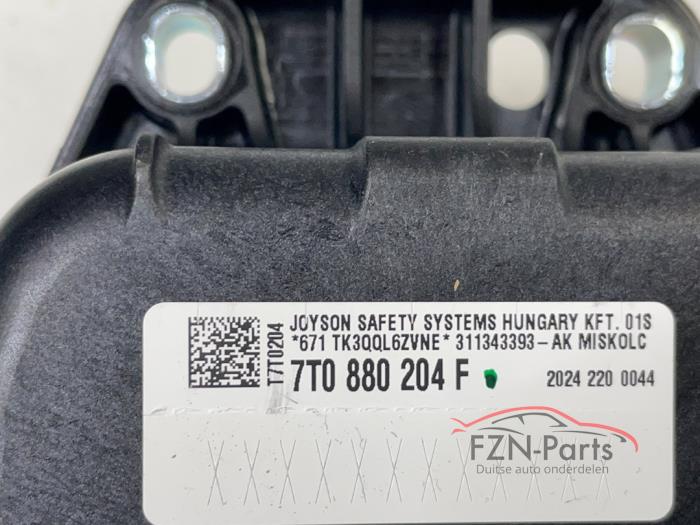 JOYSON SAFETY SYSTEMS HUNGARY KFT. 01S
*671 TK3QQL6ZVNE* 311343393-AK MISKOLC
T7T0204
7T0 880 204 F
2024 220 0044
XXXXXXXXXXXX
FZN-Parts
Duitse auto onderdelen